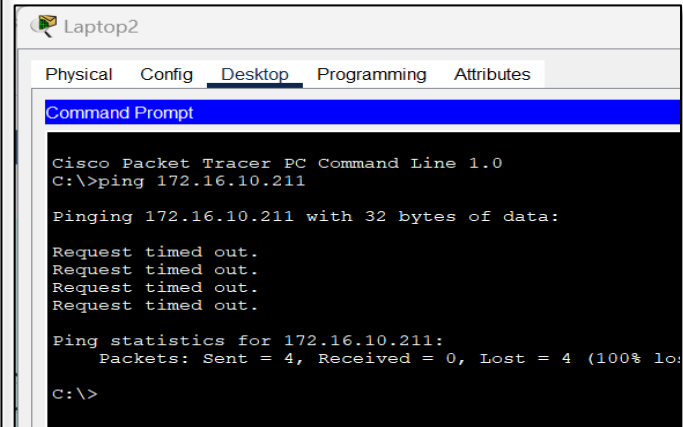 Laptop2
Physical Config Desktop Programming Attributes
Command Prompt
Cisco Packet Tracer PC Command Line 1.0
C:\>ping 172.16.10.211
Pinging 172.16.10.211 with 32 bytes of data:
Request timed out.
Request timed out.
Request timed out.
Request timed out.
Ping statistics for 172.16.10.211:
Packets: Sent = 4, Received = 0, Lost = 4 (100% lo
C:\>